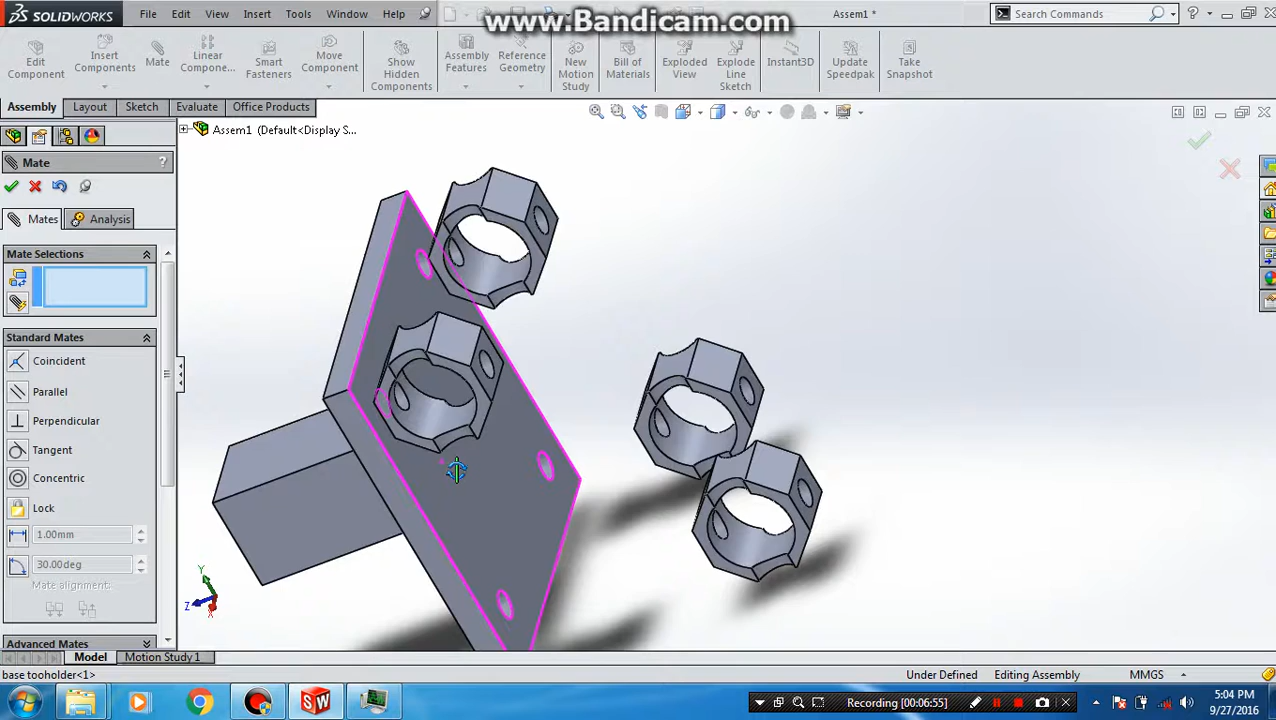 SOLIDWORKS File Edit View Insert Tools Window Help www.Bandicam.com Assem1 * Search Commands
Edit Component
Insert Components
Mate
Linear Compone...
Smart Fasteners
Move Component
Show Hidden Components
Assembly Features
Reference Geometry
New Motion Study
Bill of Materials
Exploded View
Explode Line Sketch
Instant3D
Update Speedpak
Take Snapshot
Assembly Layout Sketch Evaluate Office Products
Assem1 (Default<Display S...
Mate ?
Mates Analysis
Mate Selections
Standard Mates
Coincident
Parallel
Perpendicular
Tangent
Concentric
Lock
1.00mm
30.00deg
Mate alignment:
Advanced Mates
Y
Z
X
Model Motion Study1
base tooholder<1> Under Defined Editing Assembly MMGS
Recording [00:06:55]
5:04 PM
9/27/2016